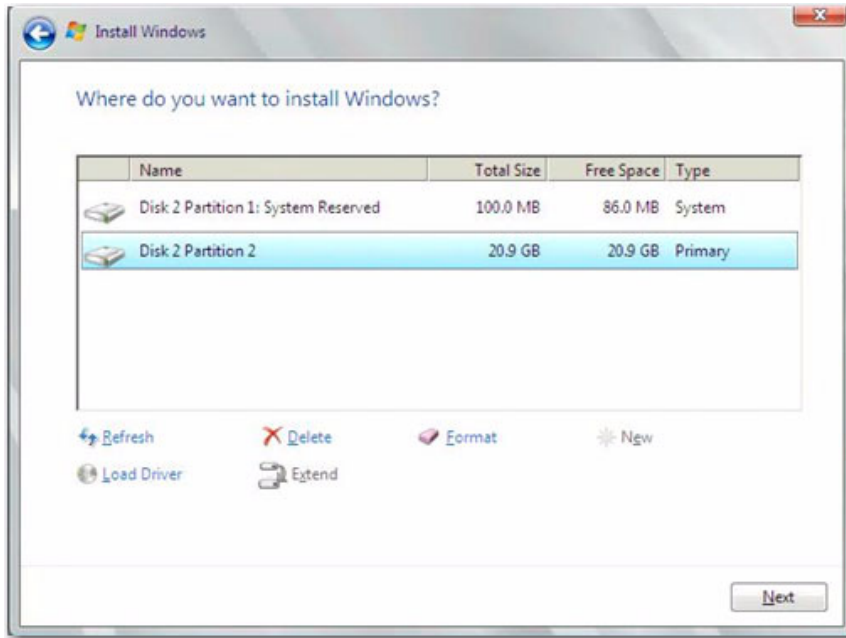 Install Windows
Where do you want to install Windows?
Name Total Size Free Space Type
Disk 2 Partition 1: System Reserved 100.0 MB 86.0 MB System
Disk 2 Partition 2 20.9 GB 20.9 GB Primary
Refresh Delete Format New
Load Driver Extend
Next